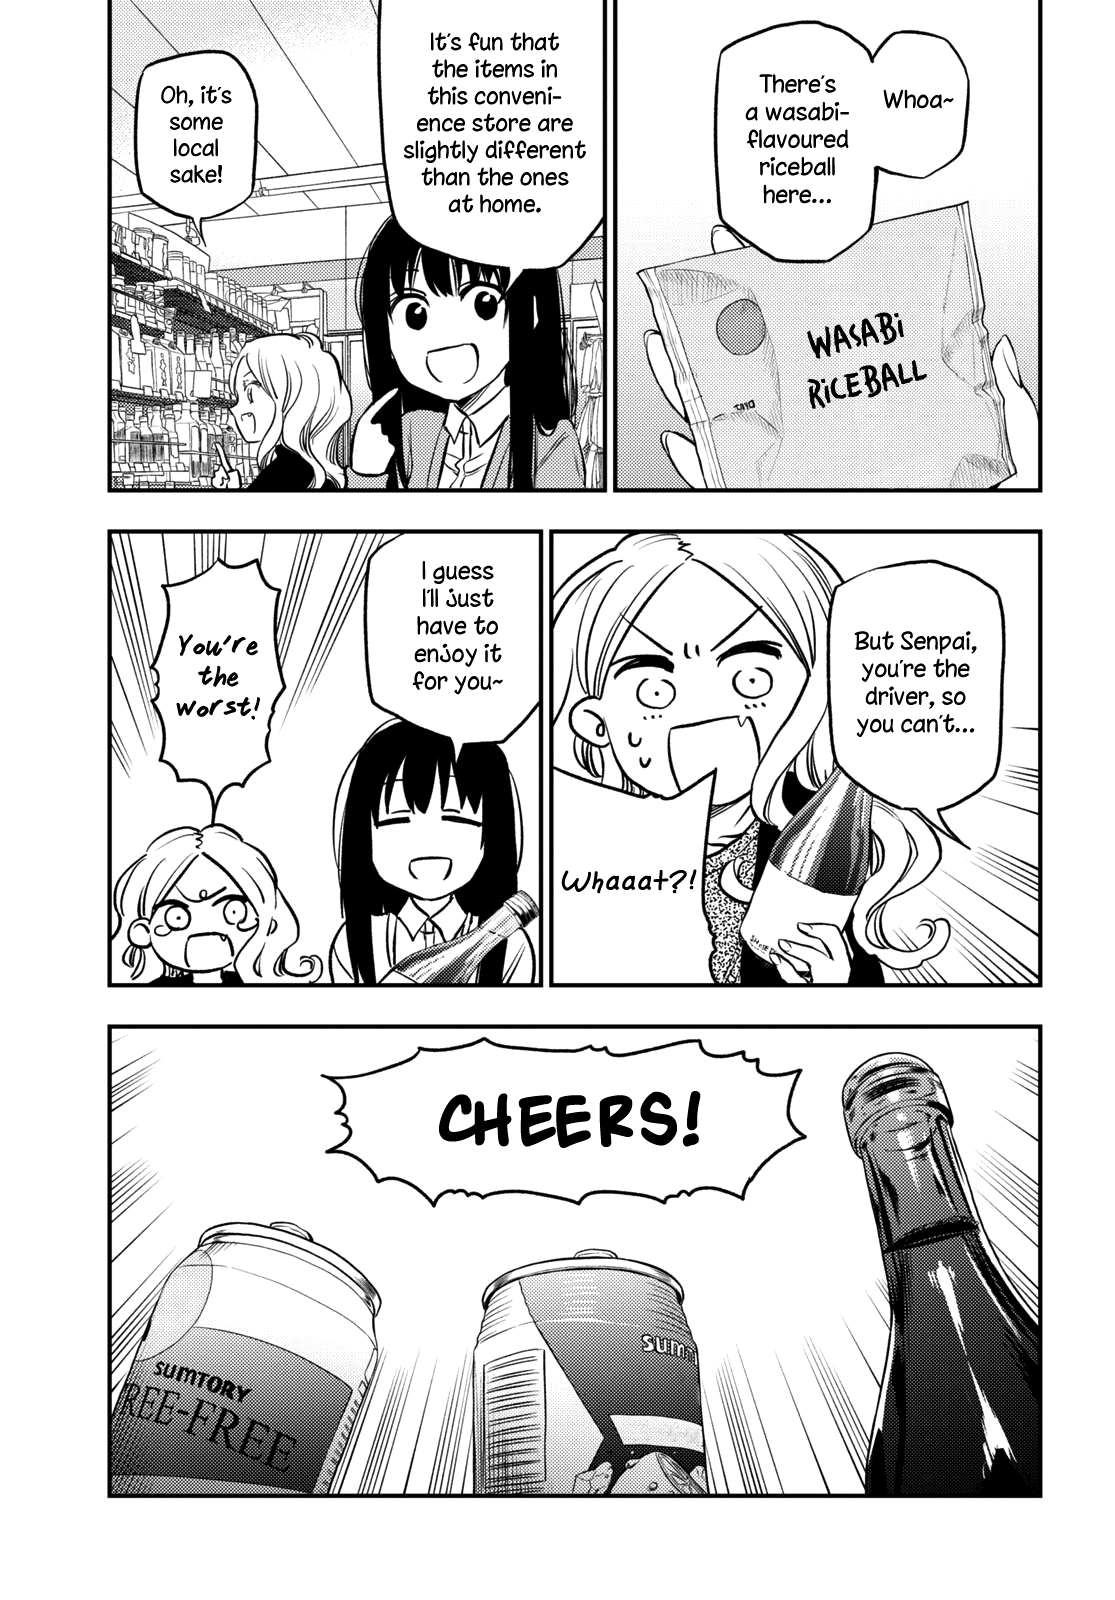 Whoa~
There's
a wasabi-
flavoured
riceball
here...
WASABi
RiCEBALL
It's fun that
the items in
this conveni-
ence store are
slightly different
than the ones
at home.
Oh, it's
some
local
sake!
But Senpai,
you're the
driver, so
you can't...
Whaaat?!
I guess
I'll just
have to
enjoy it
for you~
You're
the
worst!
CHEERS!
SUMTORY
REE-FREE
SUMT